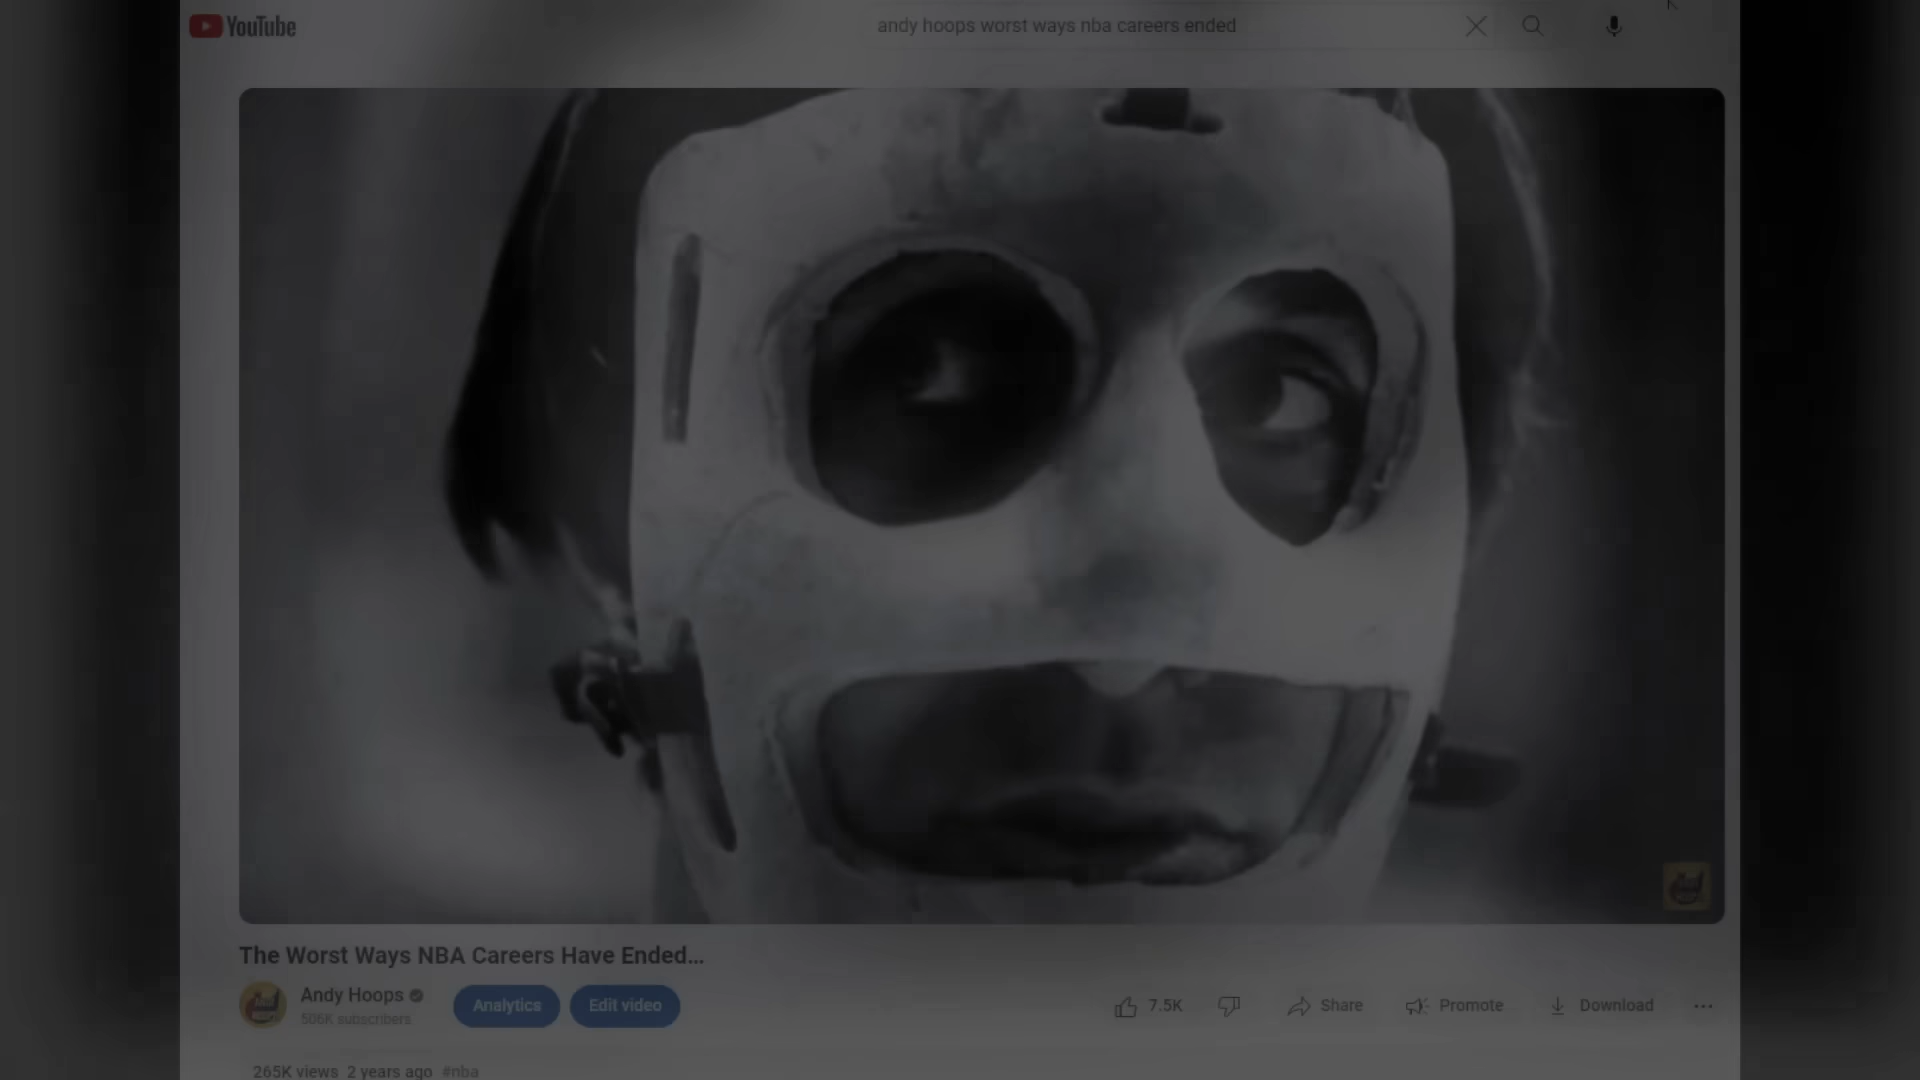 YouTube
andy hoops worst ways nba careers ended
The Worst Ways NBA Careers Have Ended...
Andy Hoops
506K subscribers
Analytics
Edit video
7.5K
Share
Promote
Download
265K views 2 years ago #nba